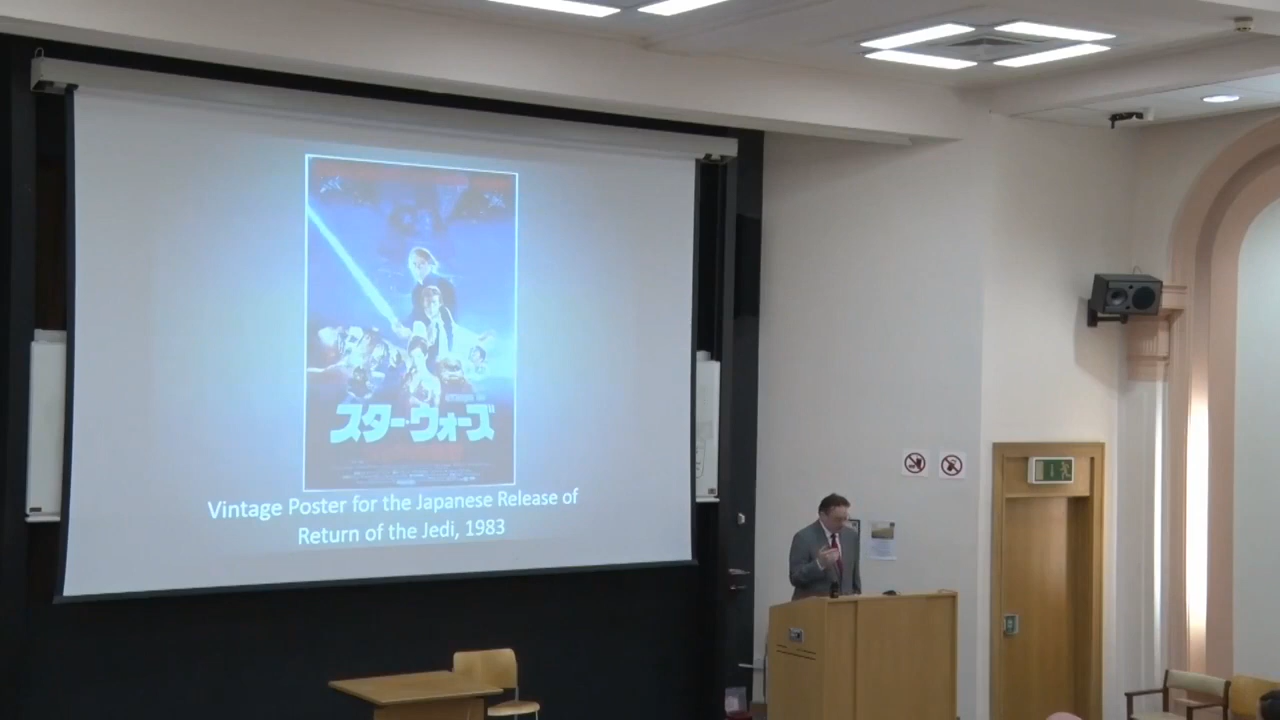 スター・ウォーズ
Vintage Poster for the Japanese Release of
Return of the Jedi, 1983